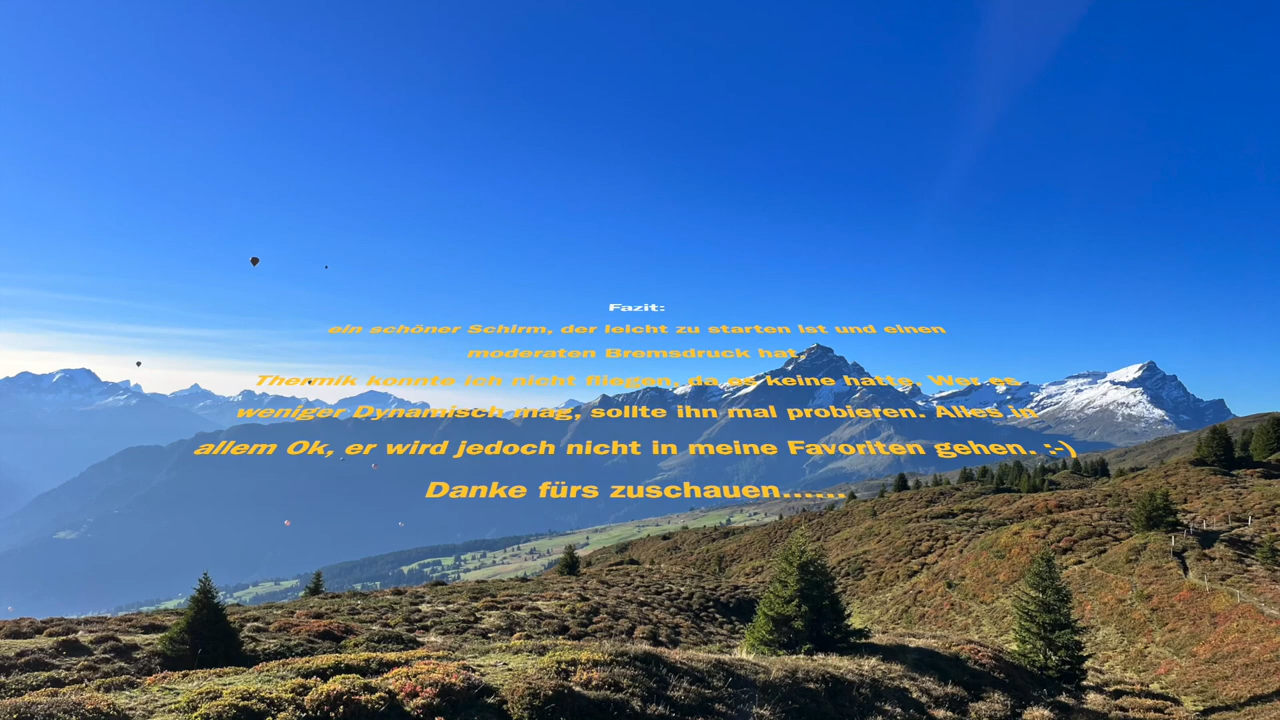 Fazit:
ein schöner Schirm, der leicht zu starten ist und einen
moderaten Bremsdruck hat
Thermik konnte ich nicht fliegen, da es keine hatte. Wer es
weniger Dynamisch mag, sollte ihn mal probieren. Alles in
allem Ok, er wird jedoch nicht in meine Favoriten gehen. :-)
Danke fürs zuschauen......